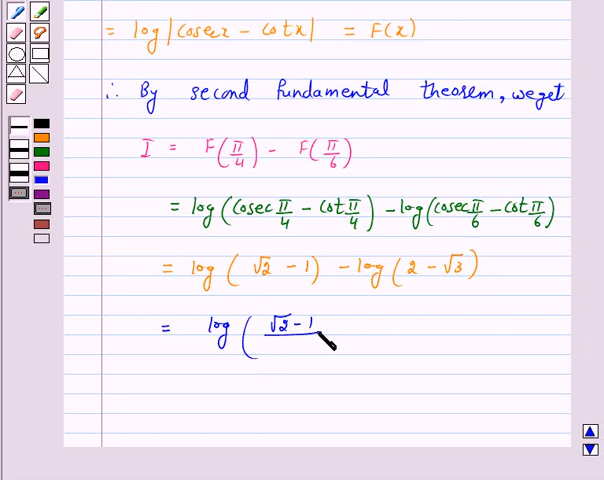 = log |cosec x - cot x| = F(x)
∴ By second fundamental theorem, we get
I = F(π/4) - F(π/6)
= log (cosec π/4 - cot π/4) - log (cosec π/6 - cot π/6)
= log ( √2 - 1) - log ( 2 - √3 )
= log ( √2 - 1